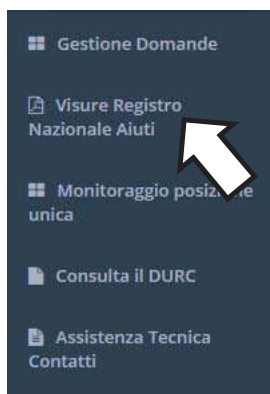 Gestione Domande
Visure Registro
Nazionale Aiuti
Monitoraggio
unica
Consulta il DURC
Assistenza Tecnica
Contatti